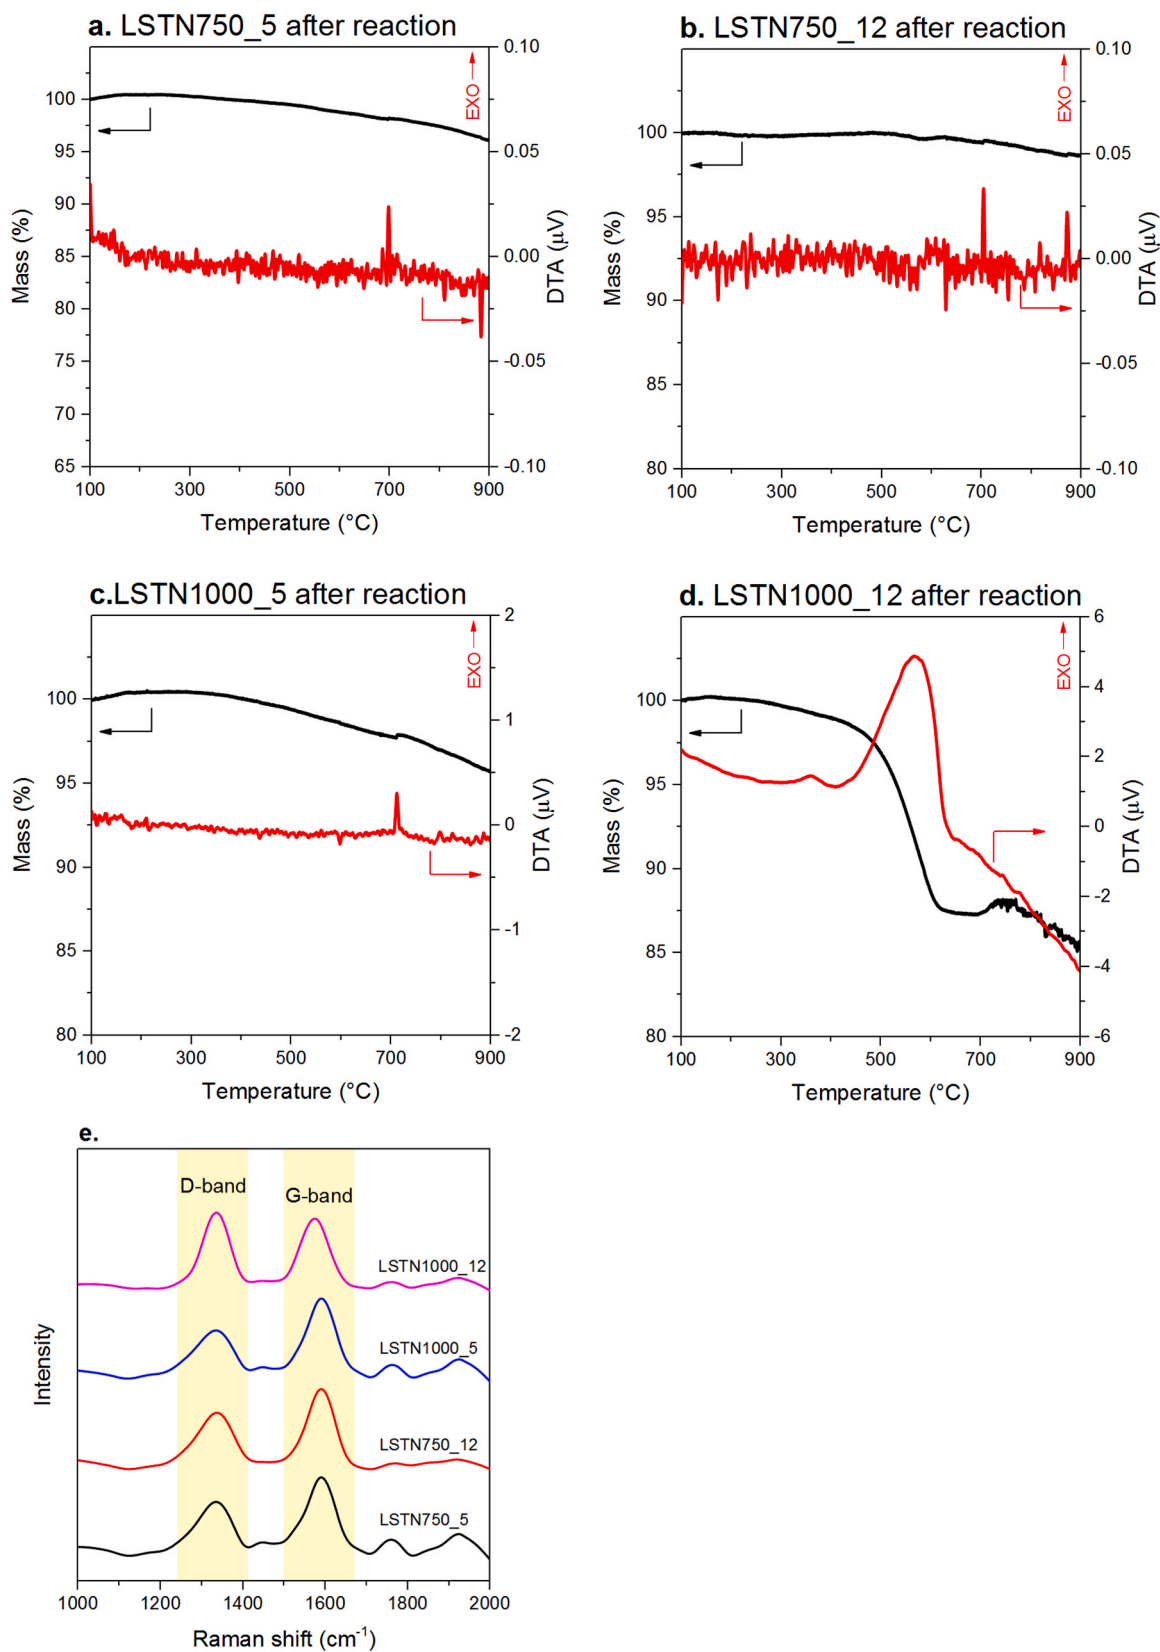 a. LSTN750_5 after reaction
EXO
Mass (%)
100
95
90
85
80
75
70
65
0.10
0.05
0.00
-0.05
-0.10
DTA (μV)
100 300 500 700 900
Temperature (°C)
b. LSTN750_12 after reaction
EXO
Mass (%)
100
95
90
85
80
0.10
0.05
0.00
-0.05
-0.10
DTA (μV)
100 300 500 700 900
Temperature (°C)
c.LSTN1000_5 after reaction
EXO
Mass (%)
100
95
90
85
80
2
1
0
-1
-2
DTA (μV)
100 300 500 700 900
Temperature (°C)
d. LSTN1000_12 after reaction
EXO
Mass (%)
100
95
90
85
80
6
4
2
0
-2
-4
-6
DTA (μV)
100 300 500 700 900
Temperature (°C)
e.
D-band
G-band
LSTN1000_12
LSTN1000_5
LSTN750_12
LSTN750_5
Intensity
1000 1200 1400 1600 1800 2000
Raman shift (cm⁻¹)